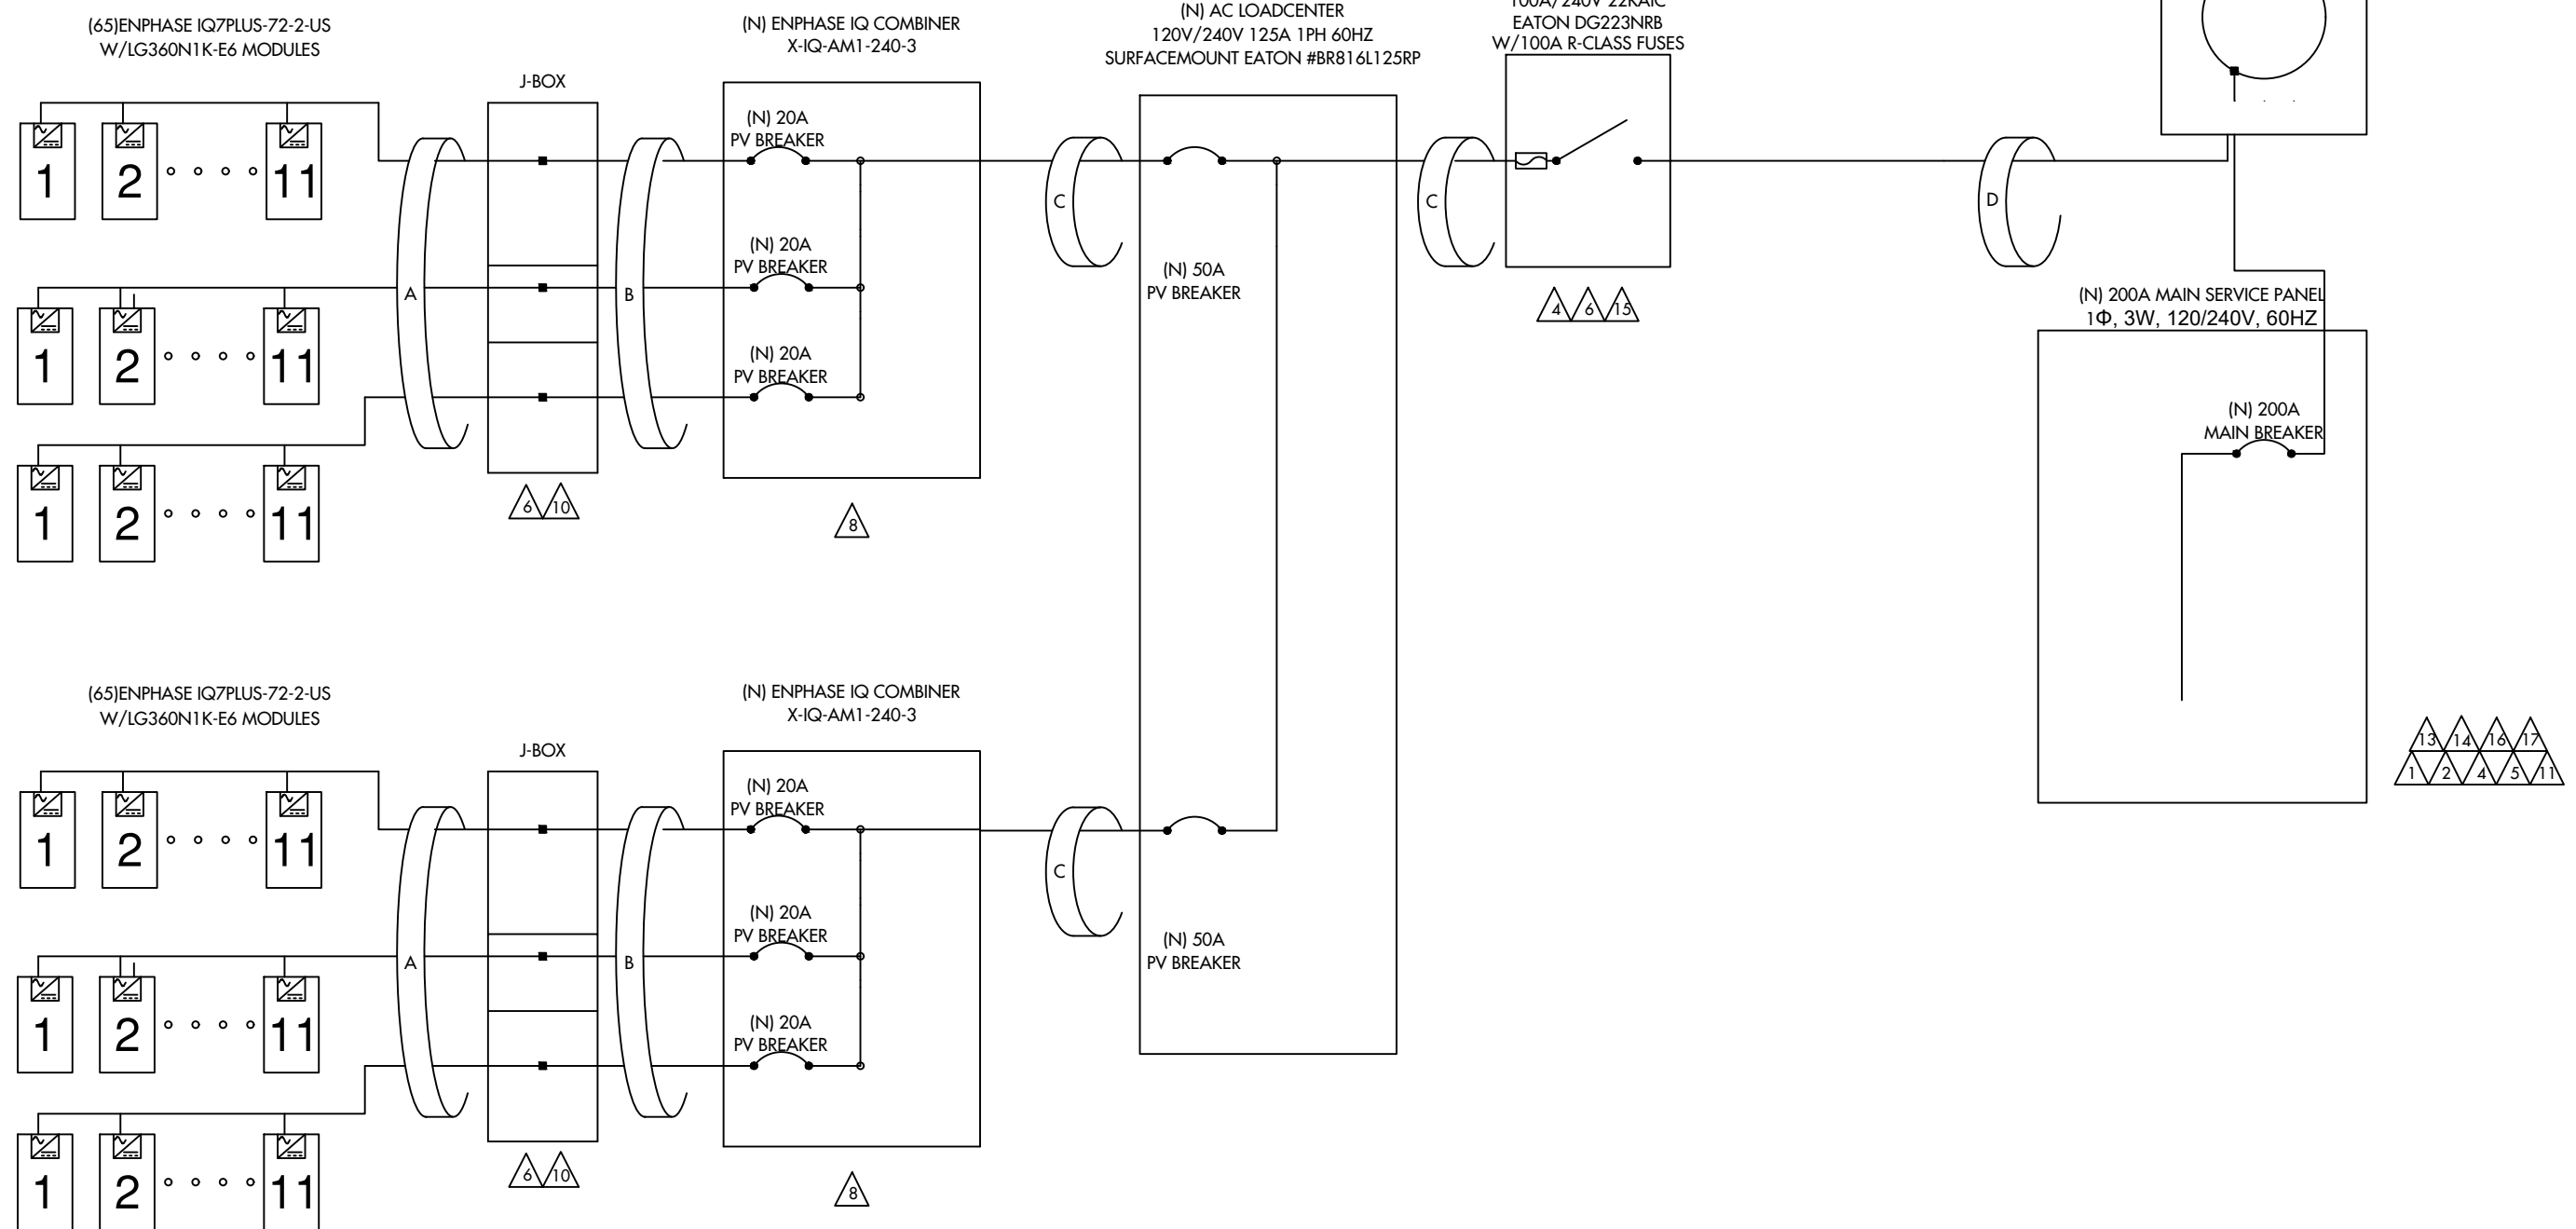 (65)ENPHASE IQ7PLUS-72-2-US
W/LG360N1K-E6 MODULES
J-BOX
(N) ENPHASE IQ COMBINER
X-IQ-AM1-240-3
(N) AC LOADCENTER
120V/240V 125A 1PH 60HZ
SURFACEMOUNT EATON #BR816L125RP
100A/240V 22KAIC
EATON DG223NRB
W/100A R-CLASS FUSES
1 2 11
1 2 11
1 2 11
A
B
(N) 20A
PV BREAKER
(N) 20A
PV BREAKER
(N) 20A
PV BREAKER
6 10
8
C
(N) 50A
PV BREAKER
C
4 6 15
D
(N) 200A MAIN SERVICE PANEL
1Φ, 3W, 120/240V, 60HZ
(N) 200A
MAIN BREAKER
13 14 16 17
1 2 4 5 11
(65)ENPHASE IQ7PLUS-72-2-US
W/LG360N1K-E6 MODULES
J-BOX
(N) ENPHASE IQ COMBINER
X-IQ-AM1-240-3
1 2 11
1 2 11
1 2 11
A
B
(N) 20A
PV BREAKER
(N) 20A
PV BREAKER
(N) 20A
PV BREAKER
6 10
8
C
(N) 50A
PV BREAKER